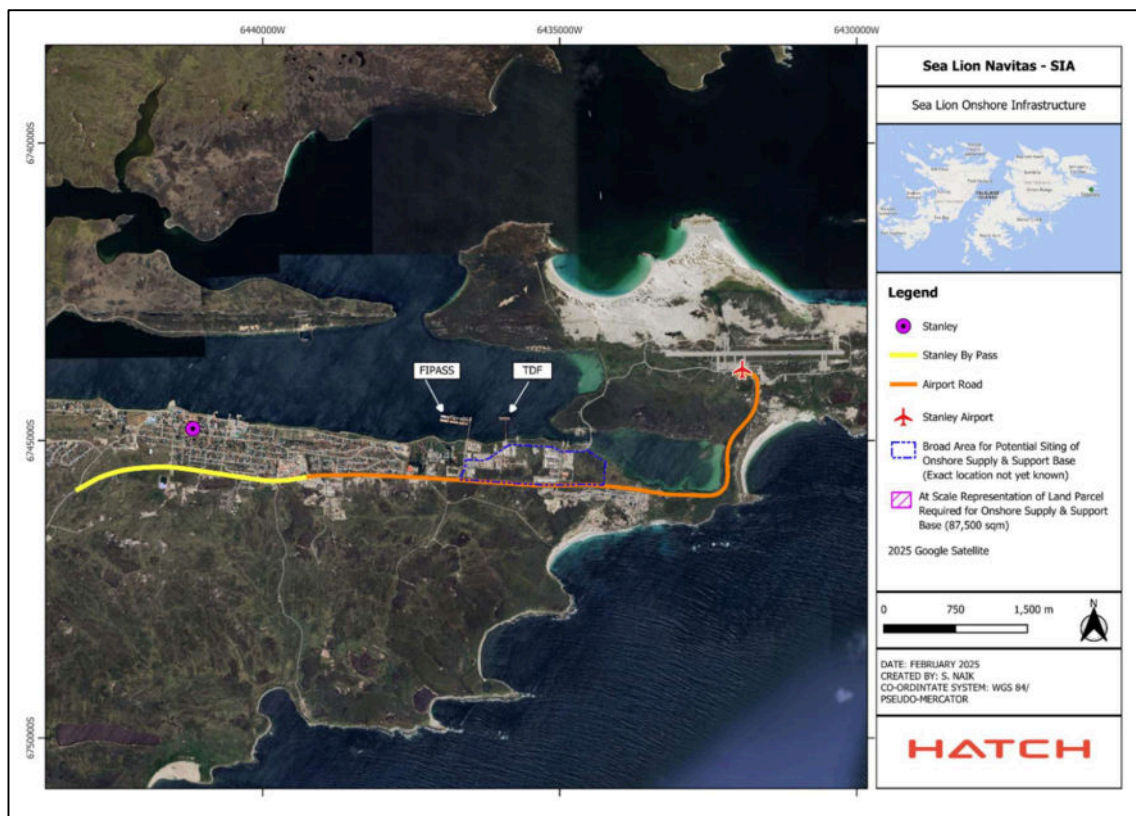 6440000W
6435000W
6430000W
6740000S
6745000S
6750000S
FIPASS
TDF
Sea Lion Navitas - SIA
Sea Lion Onshore Infrastructure
Legend
Stanley
Stanley By Pass
Airport Road
Stanley Airport
Broad Area for Potential Siting of
Onshore Supply & Support Base
(Exact location not yet known)
At Scale Representation of Land Parcel
Required for Onshore Supply & Support
Base (87,500 sqm)
2025 Google Satellite
0 750 1,500 m
N
DATE: FEBRUARY 2025
CREATED BY: S. NAIK
CO-ORDINTATE SYSTEM: WGS 84/
PSEUDO-MERCATOR
HATCH